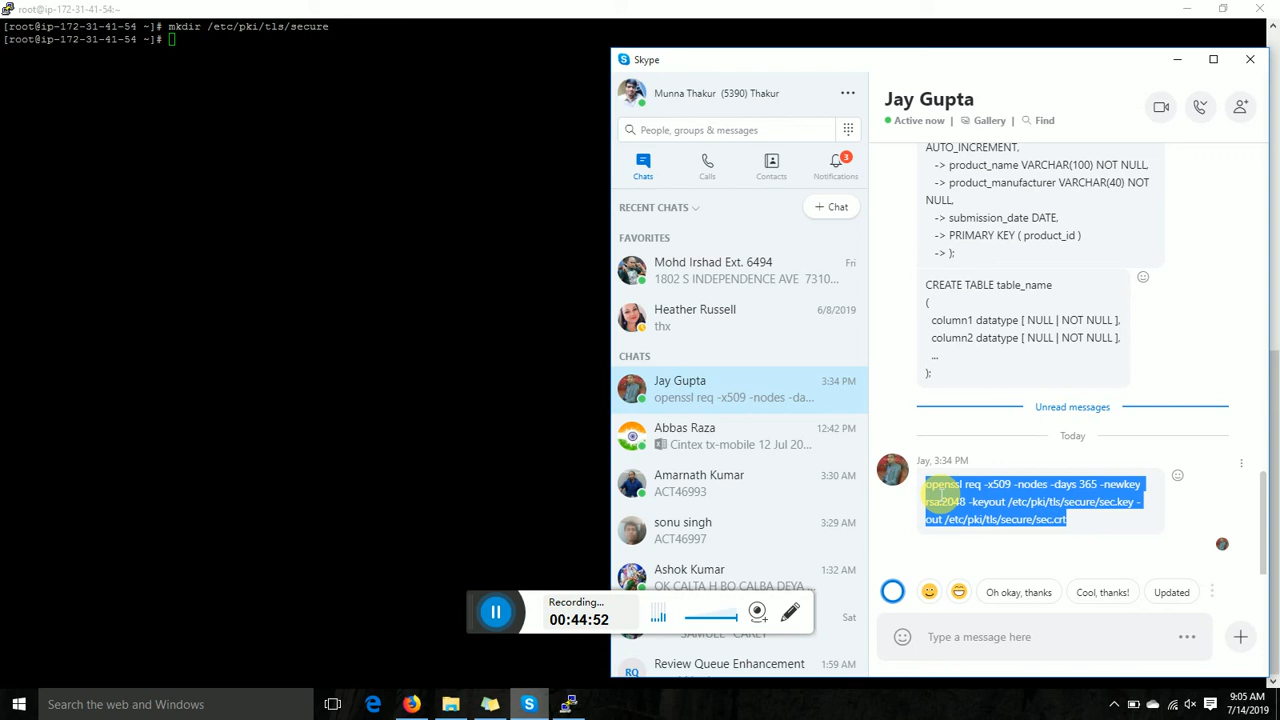 root@ip-172-31-41-54:~
[root@ip-172-31-41-54 ~]# mkdir /etc/pki/tls/secure
[root@ip-172-31-41-54 ~]#
Skype
Munna Thakur (5390) Thakur
People, groups & messages
Chats
Calls
Contacts
3
Notifications
RECENT CHATS
+ Chat
FAVORITES
Mohd Irshad Ext. 6494
Fri
1802 S INDEPENDENCE AVE 7310...
Heather Russell
6/8/2019
thx
CHATS
Jay Gupta
3:34 PM
openssl req -x509 -nodes -da...
Abbas Raza
12:42 PM
Cintex tx-mobile 12 Jul 20...
Amarnath Kumar
3:30 AM
ACT46993
sonu singh
3:29 AM
ACT46997
Ashok Kumar
1:32 AM
OK CALTA H BO CALBA DEYA ...
Sat
SAMUEL CAREY
RQ
Review Queue Enhancement
1:59 AM
Jay Gupta
Active now | Gallery | Find
AUTO_INCREMENT,
-> product_name VARCHAR(100) NOT NULL,
-> product_manufacturer VARCHAR(40) NOT
NULL,
-> submission_date DATE,
-> PRIMARY KEY ( product_id )
-> );
CREATE TABLE table_name
(
column1 datatype [ NULL | NOT NULL ],
column2 datatype [ NULL | NOT NULL ],
...
);
Unread messages
Today
Jay, 3:34 PM
openssl req -x509 -nodes -days 365 -newkey
rsa:2048 -keyout /etc/pki/tls/secure/sec.key -
out /etc/pki/tls/secure/sec.crt
Oh okay, thanks
Cool, thanks!
Updated
Type a message here
Recording...
00:44:52
Search the web and Windows
9:05 AM
7/14/2019